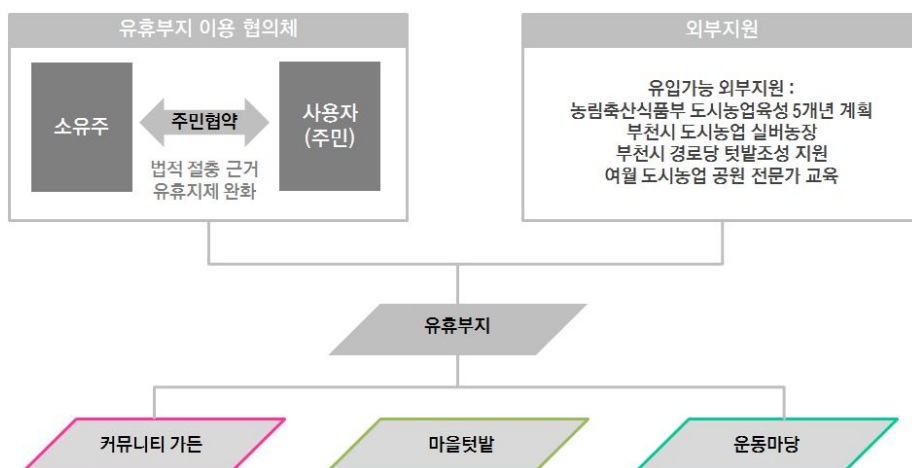 유휴부지 이용 협의체
소유주
주민협약
사용자
(주민)
법적 절충 근거
유휴지제 완화
외부지원
유입가능 외부지원 :
농림축산식품부 도시농업육성 5개년 계획
부천시 도시농업 실버농장
부천시 경로당 텃밭조성 지원
여월 도시농업 공원 전문가 교육
유휴부지
커뮤니티 가든
마을텃밭
운동마당